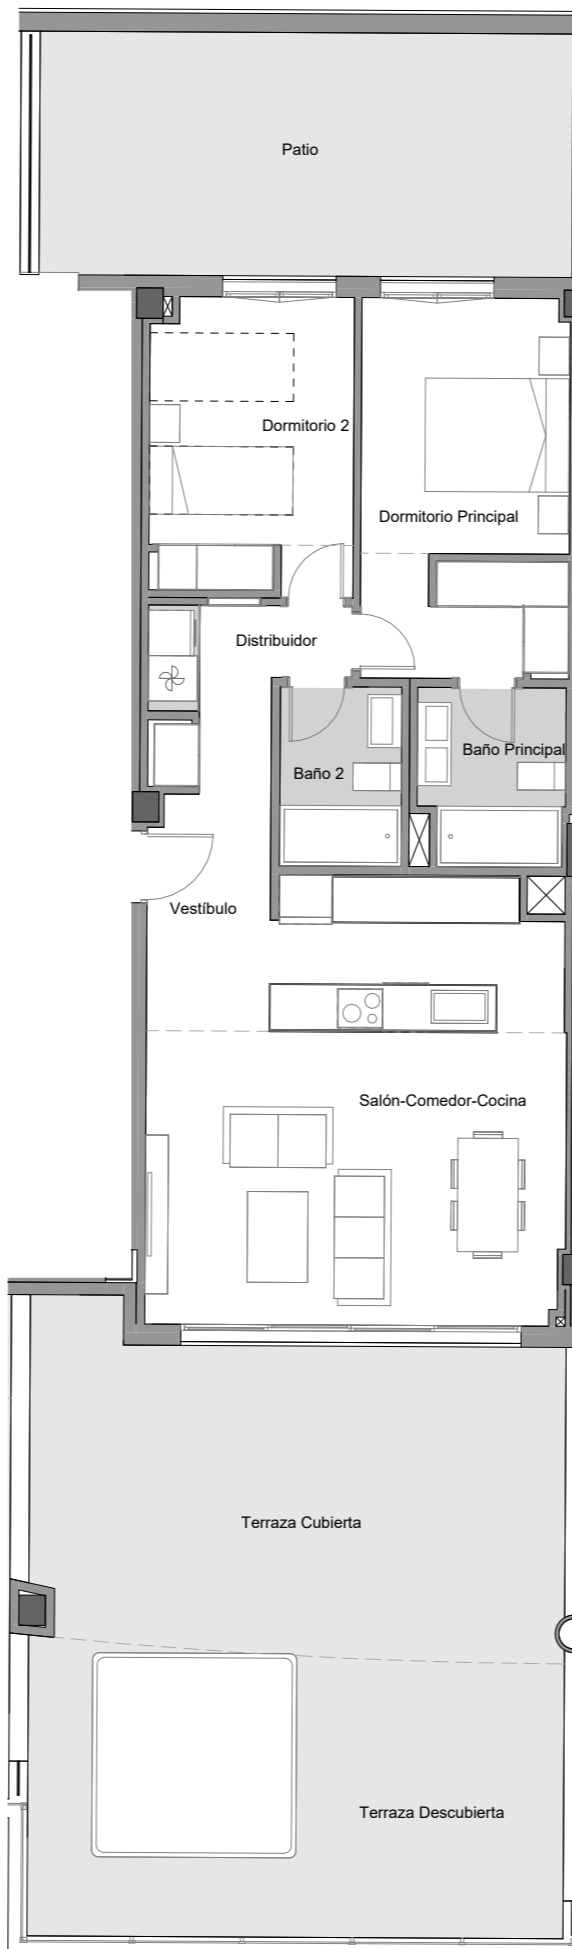 Patio
Dormitorio 2
Dormitorio Principal
Distribuidor
Baño Principal
Baño 2
Vestíbulo
Salón-Comedor-Cocina
Terraza Cubierta
Terraza Descubierta